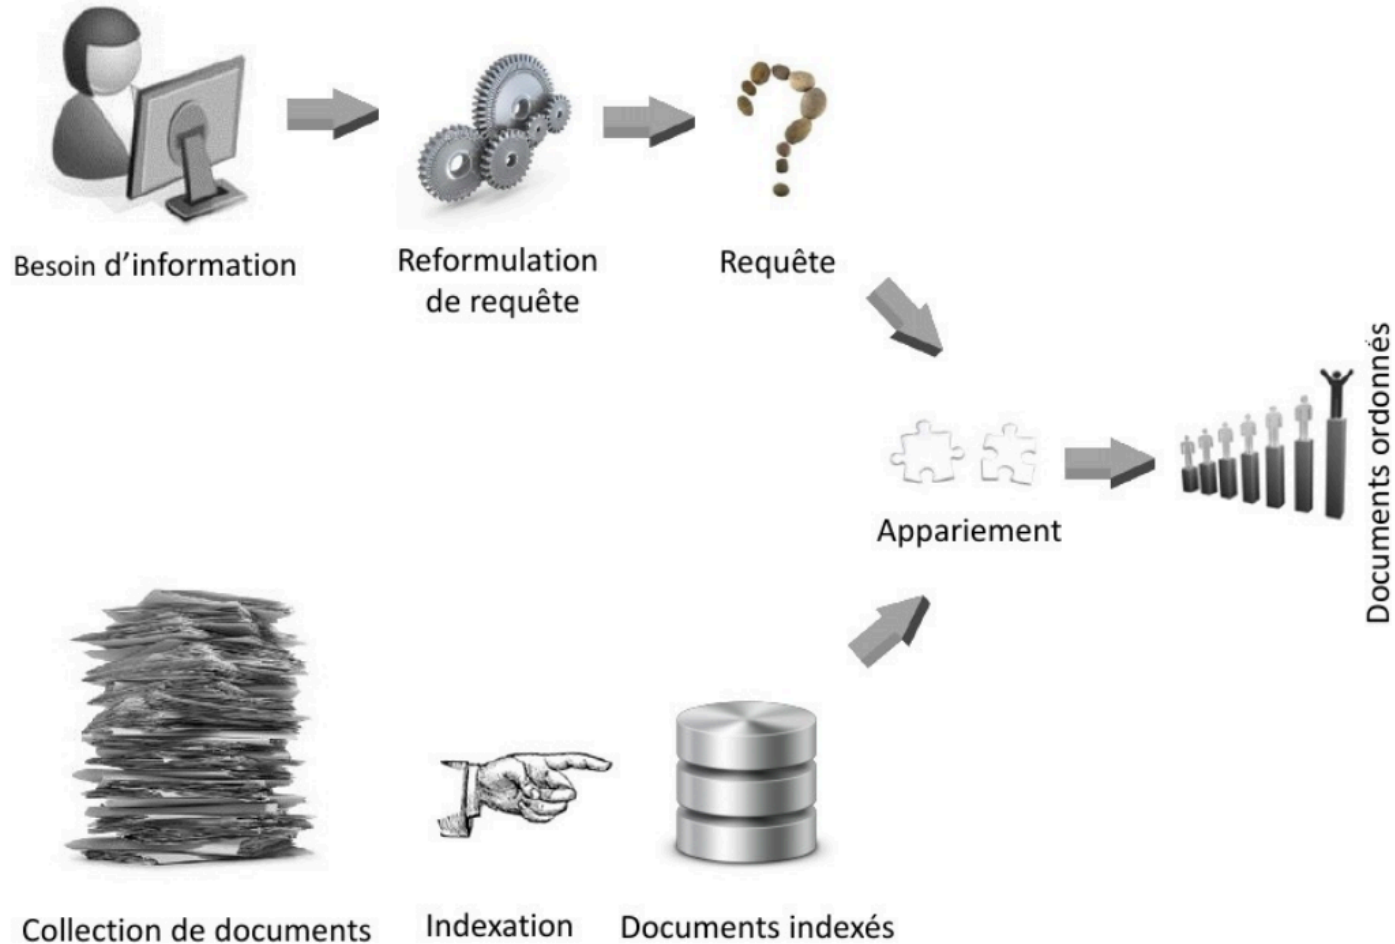 Besoin d’information
Reformulation
de requête
Requête
Appariement
Documents ordonnés
Collection de documents
Indexation
Documents indexés